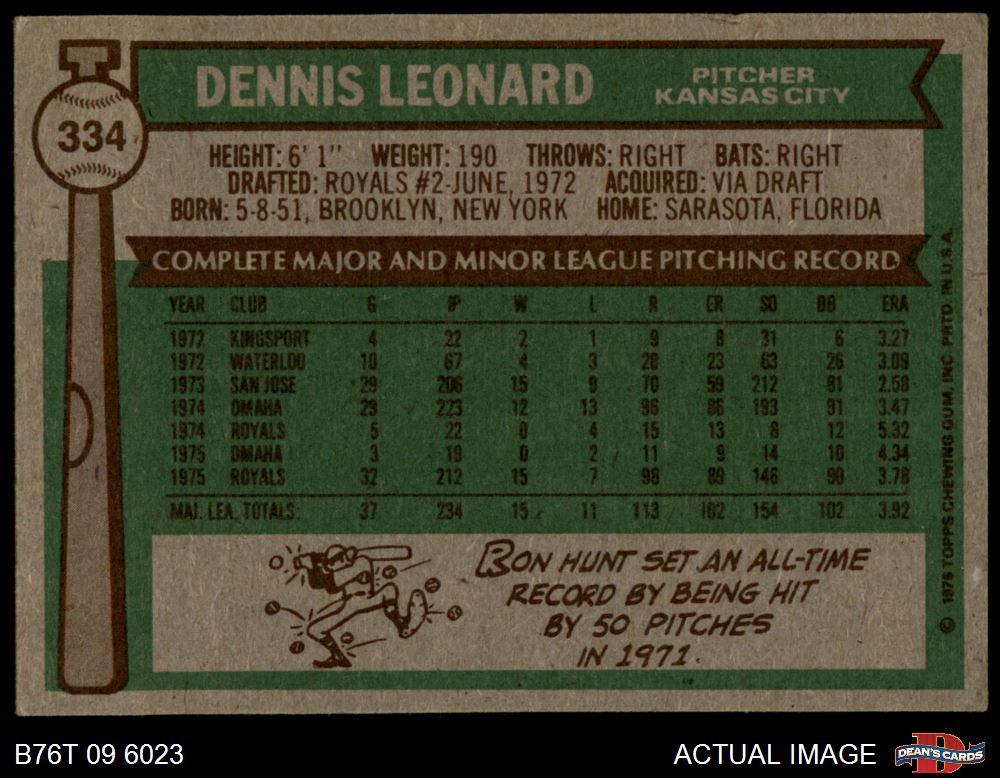 DENNIS LEONARD
PITCHER
KANSAS CITY
334
HEIGHT: 6' 1" WEIGHT: 190 THROWS: RIGHT BATS: RIGHT
DRAFTED: ROYALS #2-JUNE, 1972 ACQUIRED: VIA DRAFT
BORN: 5-8-51, BROOKLYN, NEW YORK HOME: SARASOTA, FLORIDA
COMPLETE MAJOR AND MINOR LEAGUE PITCHING RECORD
YEAR CLUB G IP W L R ER SO BB ERA
1972 KINGSPORT 4 22 2 1 9 8 31 6 3.27
1972 WATERLOO 10 67 4 3 28 23 63 26 3.09
1973 SAN JOSE 29 206 15 9 70 59 212 81 2.58
1974 OMAHA 29 223 12 13 96 86 193 91 3.47
1974 ROYALS 5 22 0 4 15 13 8 12 5.32
1975 OMAHA 3 19 0 2 11 9 14 10 4.34
1975 ROYALS 32 212 15 7 98 89 146 90 3.78
MAJ. LEA. TOTALS: 37 234 15 11 113 102 154 102 3.92
RON HUNT SET AN ALL-TIME
RECORD BY BEING HIT
BY 50 PITCHES
IN 1971.
© 1976 TOPPS CHEWING GUM, INC. PRTD. IN U.S.A.
B76T 09 6023
ACTUAL IMAGE
DEAN'S CARDS